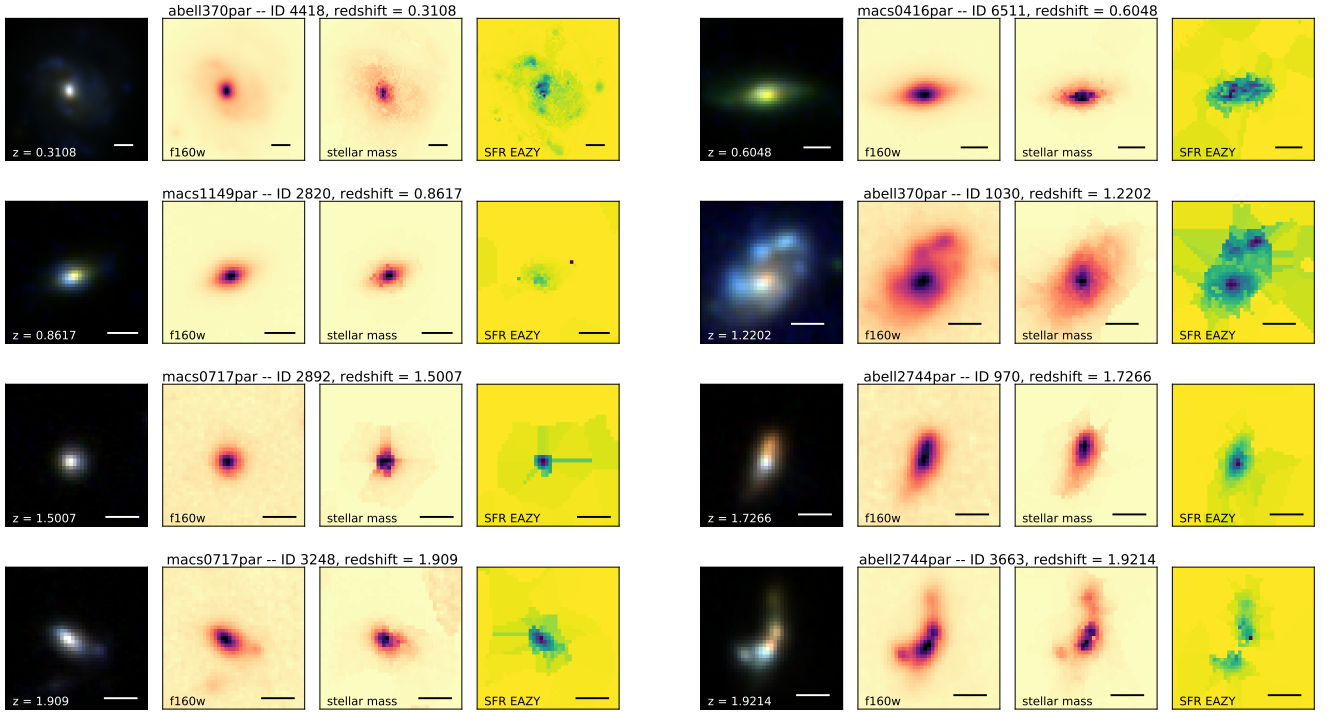 abell370par -- ID 4418, redshift = 0.3108
z = 0.3108
f160w
stellar mass
SFR EAZY
macs0416par -- ID 6511, redshift = 0.6048
z = 0.6048
f160w
stellar mass
SFR EAZY
macs1149par -- ID 2820, redshift = 0.8617
z = 0.8617
f160w
stellar mass
SFR EAZY
abell370par -- ID 1030, redshift = 1.2202
z = 1.2202
f160w
stellar mass
SFR EAZY
macs0717par -- ID 2892, redshift = 1.5007
z = 1.5007
f160w
stellar mass
SFR EAZY
abell2744par -- ID 970, redshift = 1.7266
z = 1.7266
f160w
stellar mass
SFR EAZY
macs0717par -- ID 3248, redshift = 1.909
z = 1.909
f160w
stellar mass
SFR EAZY
abell2744par -- ID 3663, redshift = 1.9214
z = 1.9214
f160w
stellar mass
SFR EAZY